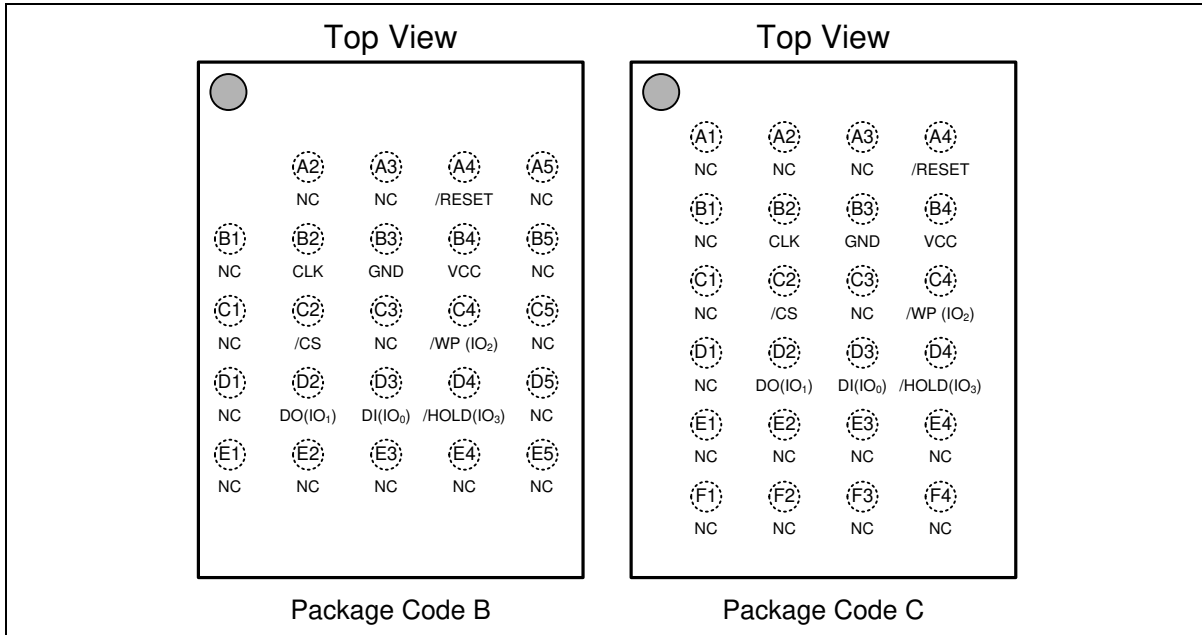 Top View
A2 A3 A4 A5
NC NC /RESET NC
B1 B2 B3 B4 B5
NC CLK GND VCC NC
C1 C2 C3 C4 C5
NC /CS NC /WP (IO₂) NC
D1 D2 D3 D4 D5
NC DO(IO₁) DI(IO₀) /HOLD(IO₃) NC
E1 E2 E3 E4 E5
NC NC NC NC NC
Package Code B
Top View
A1 A2 A3 A4
NC NC NC /RESET
B1 B2 B3 B4
NC CLK GND VCC
C1 C2 C3 C4
NC /CS NC /WP (IO₂)
D1 D2 D3 D4
NC DO(IO₁) DI(IO₀) /HOLD(IO₃)
E1 E2 E3 E4
NC NC NC NC
F1 F2 F3 F4
NC NC NC NC
Package Code C